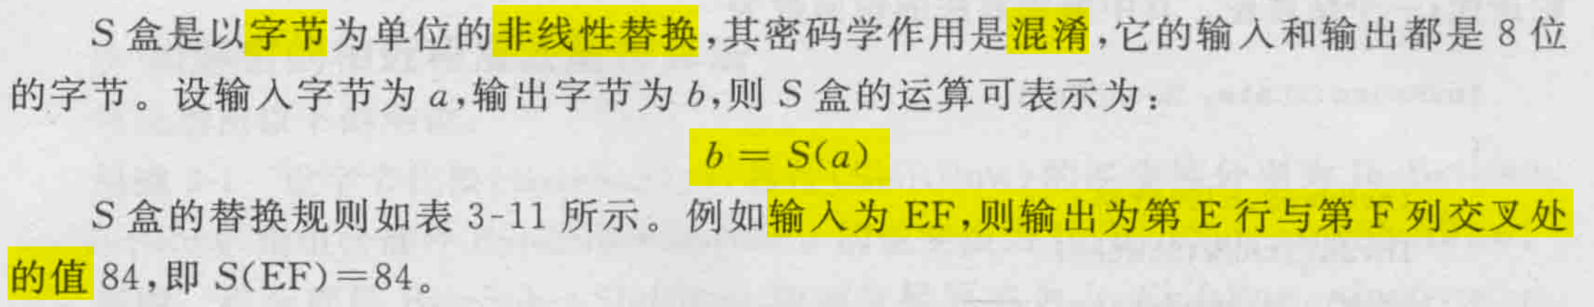 S 盒是以字节为单位的非线性替换,其密码学作用是混淆,它的输入和输出都是 8 位
的字节。设输入字节为 a,输出字节为 b,则 S 盒的运算可表示为:
b = S(a)
S 盒的替换规则如表 3-11 所示。例如输入为 EF,则输出为第 E 行与第 F 列交叉处
的值 84,即 S(EF)=84。